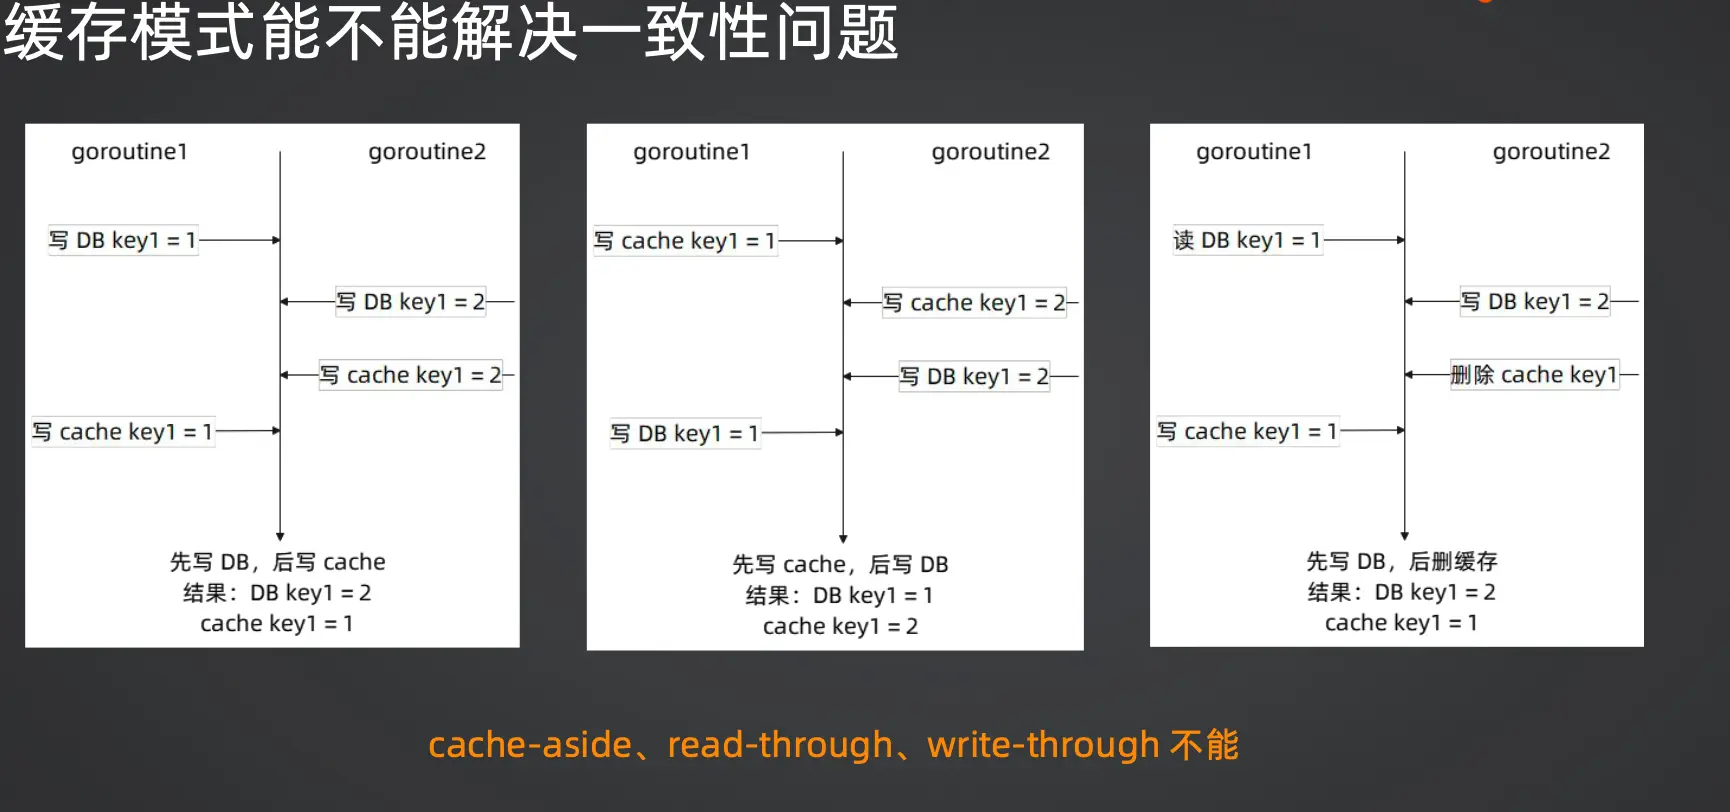 缓存模式能不能解决一致性问题
goroutine1
goroutine2
写 DB key1 = 1
写 DB key1 = 2
写 cache key1 = 2
写 cache key1 = 1
先写 DB，后写 cache
结果：DB key1 = 2
cache key1 = 1
goroutine1
goroutine2
写 cache key1 = 1
写 cache key1 = 2
写 DB key1 = 2
写 DB key1 = 1
先写 cache，后写 DB
结果：DB key1 = 1
cache key1 = 2
goroutine1
goroutine2
读 DB key1 = 1
写 DB key1 = 2
删除 cache key1
写 cache key1 = 1
先写 DB，后删缓存
结果：DB key1 = 2
cache key1 = 1
cache-aside、read-through、write-through 不能